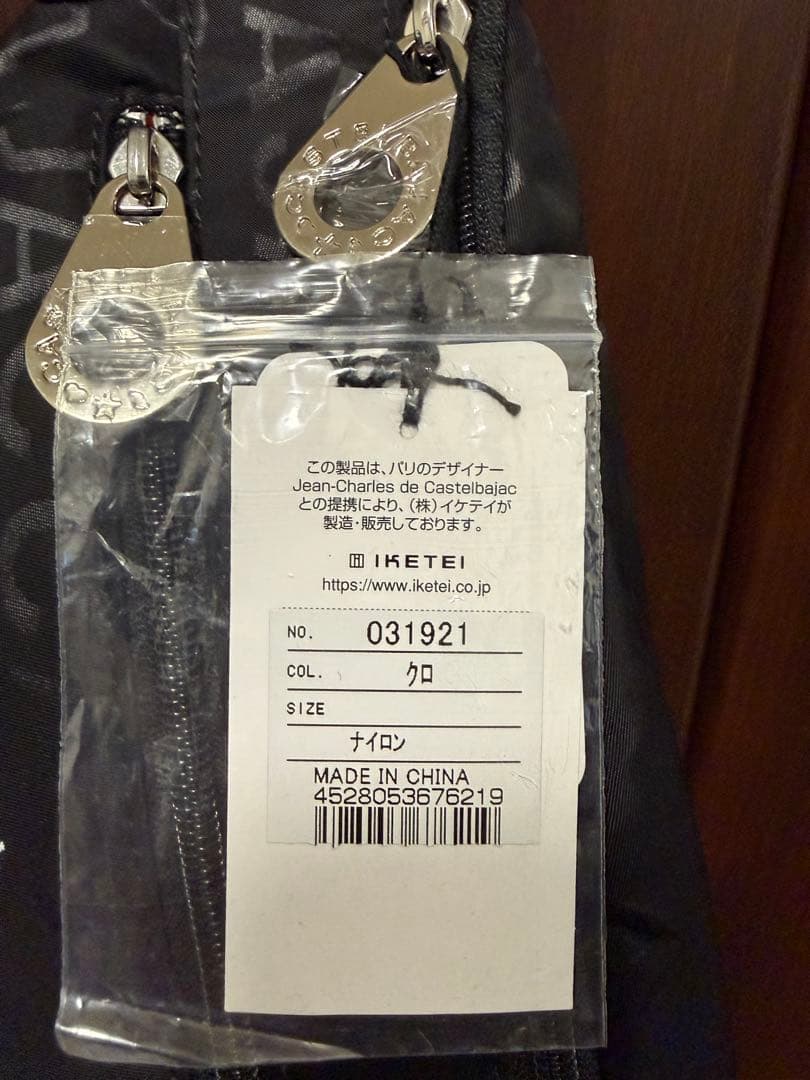 この製品は、パリのデザイナー
Jean-Charles de Castelbajac
との提携により、(株)イケテイが
製造・販売しております。
IKETEI
https://www.iketei.co.jp
NO. 031921
COL. クロ
SIZE
ナイロン
MADE IN CHINA
4528053676219